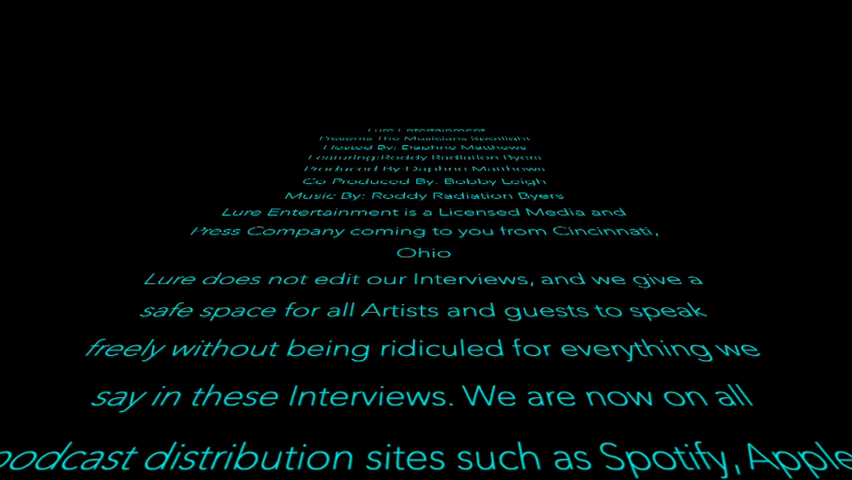 Lure Entertainment
Presents The Musicians Spotlight
Hosted By: Daphne Matthews
Featuring: Roddy Radiation Byers
Produced By Daphne Matthews
Co Produced By. Bobby Leigh
Music By: Roddy Radiation Byers
Lure Entertainment is a Licensed Media and
Press Company coming to you from Cincinnati,
Ohio
Lure does not edit our Interviews, and we give a
safe space for all Artists and guests to speak
freely without being ridiculed for everything we
say in these Interviews. We are now on all
podcast distribution sites such as Spotify, Apple